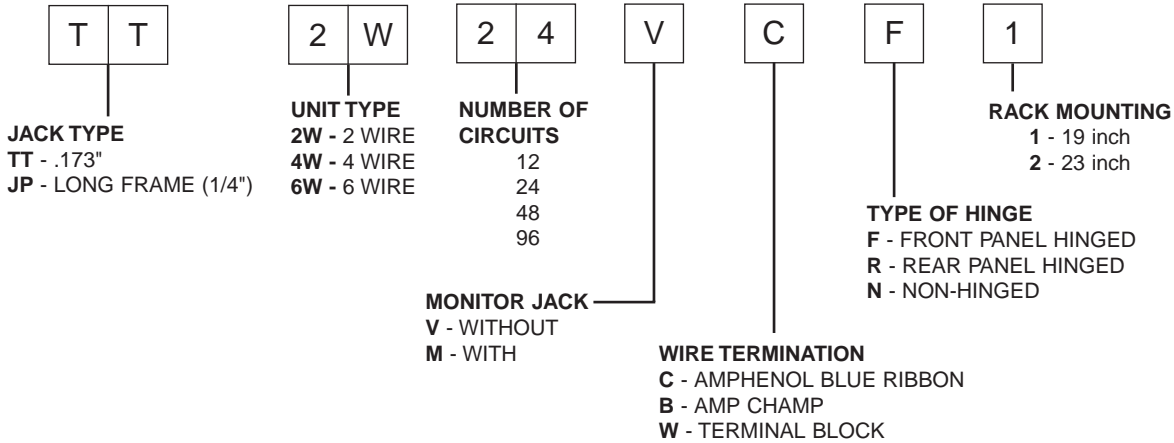 T T 2 W 2 4 V C F 1
JACK TYPE
TT - .173"
JP - LONG FRAME (1/4")
UNIT TYPE
2W - 2 WIRE
4W - 4 WIRE
6W - 6 WIRE
NUMBER OF
CIRCUITS
12
24
48
96
MONITOR JACK
V - WITHOUT
M - WITH
WIRE TERMINATION
C - AMPHENOL BLUE RIBBON
B - AMP CHAMP
W - TERMINAL BLOCK
TYPE OF HINGE
F - FRONT PANEL HINGED
R - REAR PANEL HINGED
N - NON-HINGED
RACK MOUNTING
1 - 19 inch
2 - 23 inch